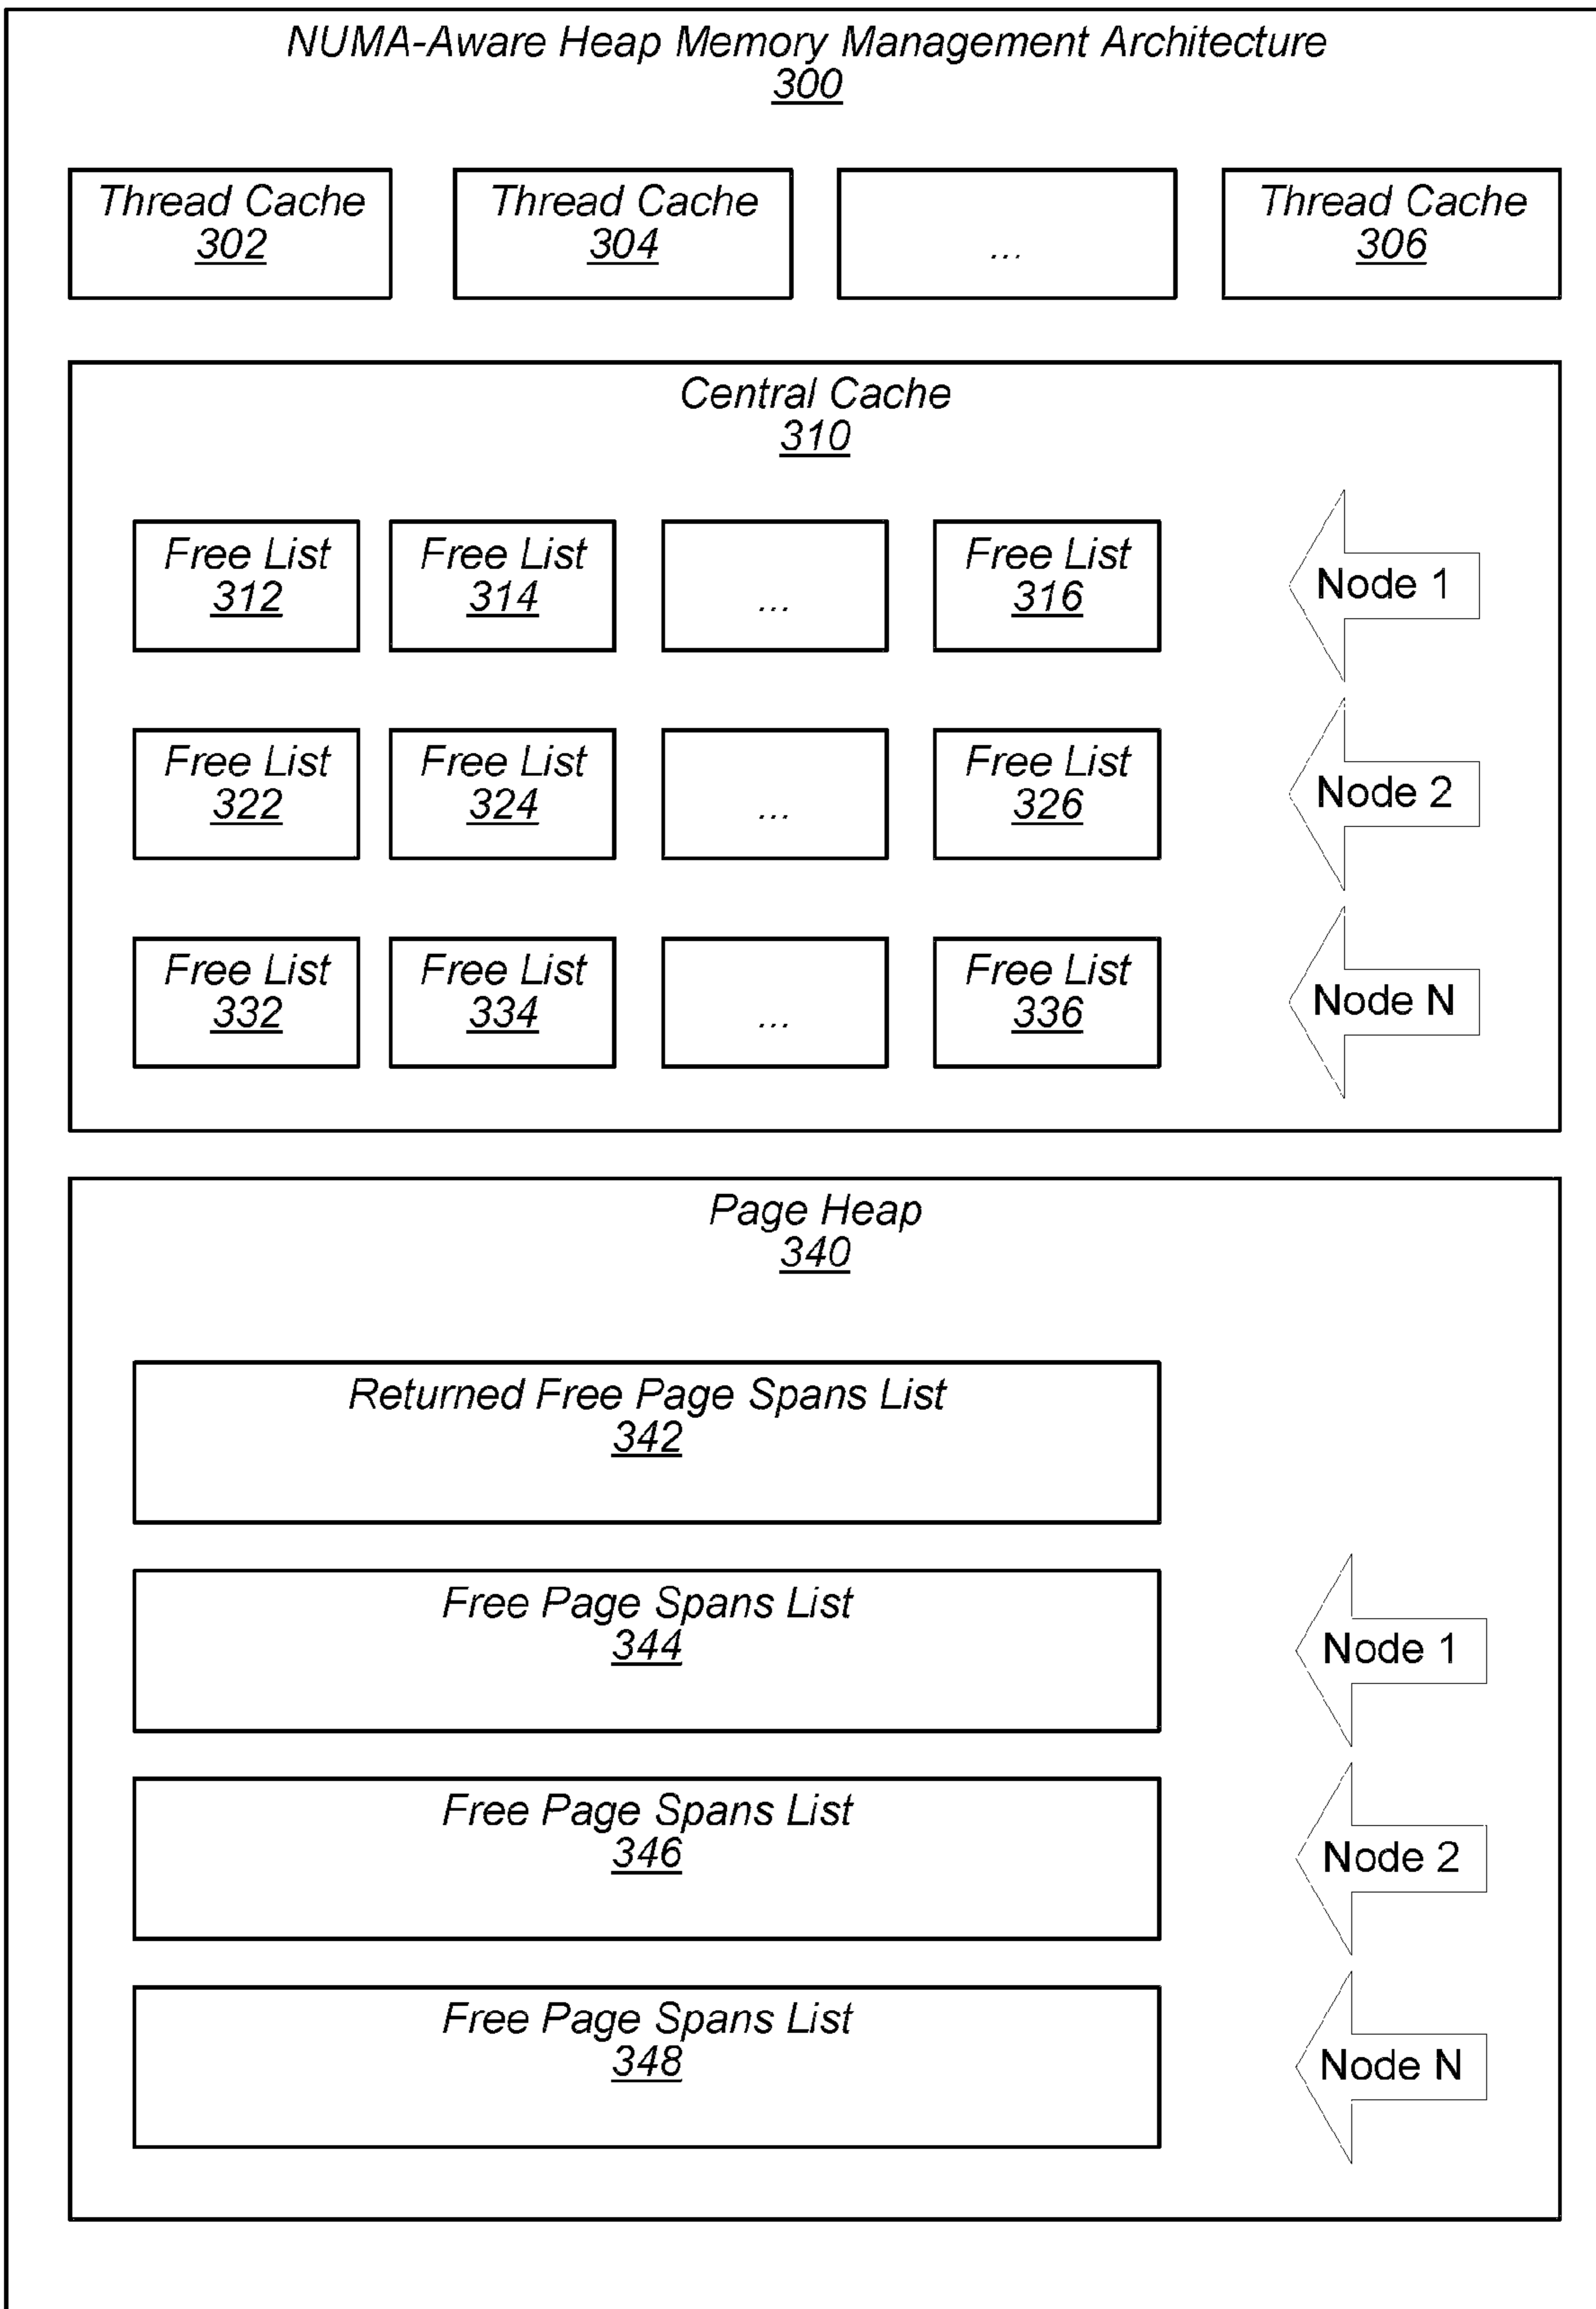 NUMA-Aware Heap Memory Management Architecture
300
Thread Cache
302
Thread Cache
304
...
Thread Cache
306
Central Cache
310
Free List
312
Free List
314
...
Free List
316
Node 1
Free List
322
Free List
324
...
Free List
326
Node 2
Free List
332
Free List
334
...
Free List
336
Node N
Page Heap
340
Returned Free Page Spans List
342
Free Page Spans List
344
Node 1
Free Page Spans List
346
Node 2
Free Page Spans List
348
Node N